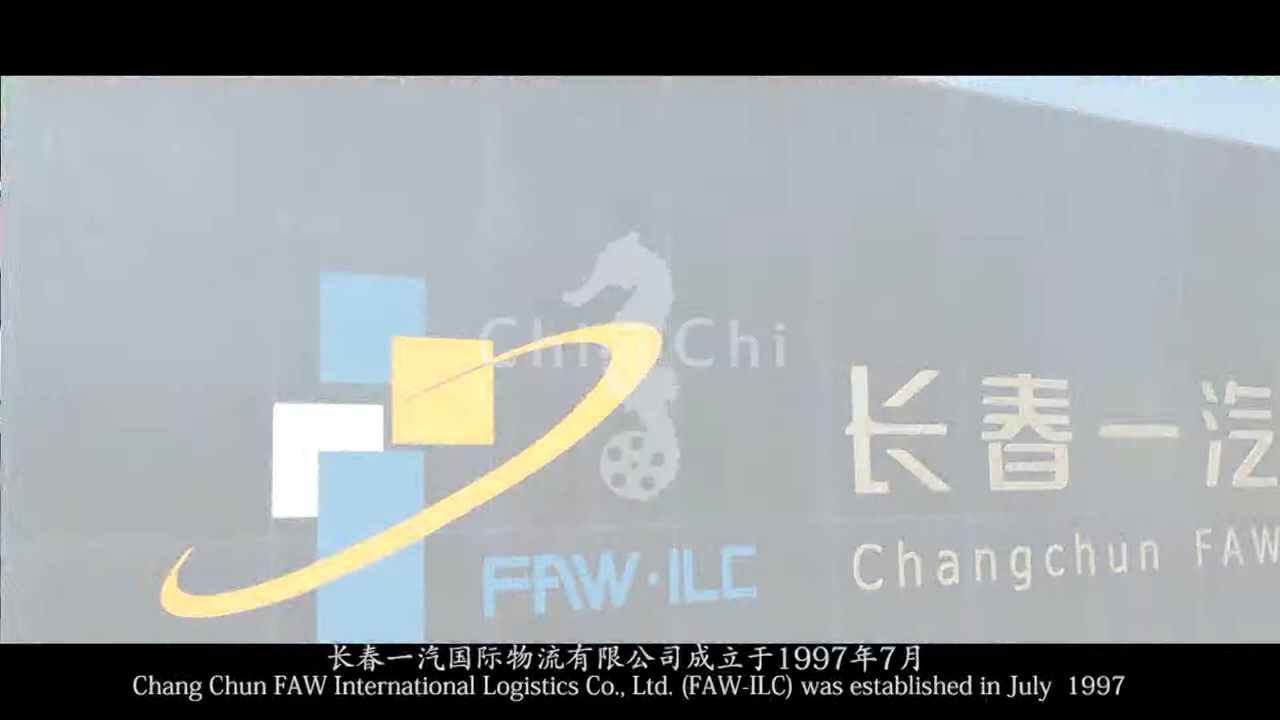 Chi Chi
长春一汽
FAW·ILC
Changchun FAW
长春一汽国际物流有限公司成立于1997年7月
Chang Chun FAW International Logistics Co., Ltd. (FAW-ILC) was established in July 1997